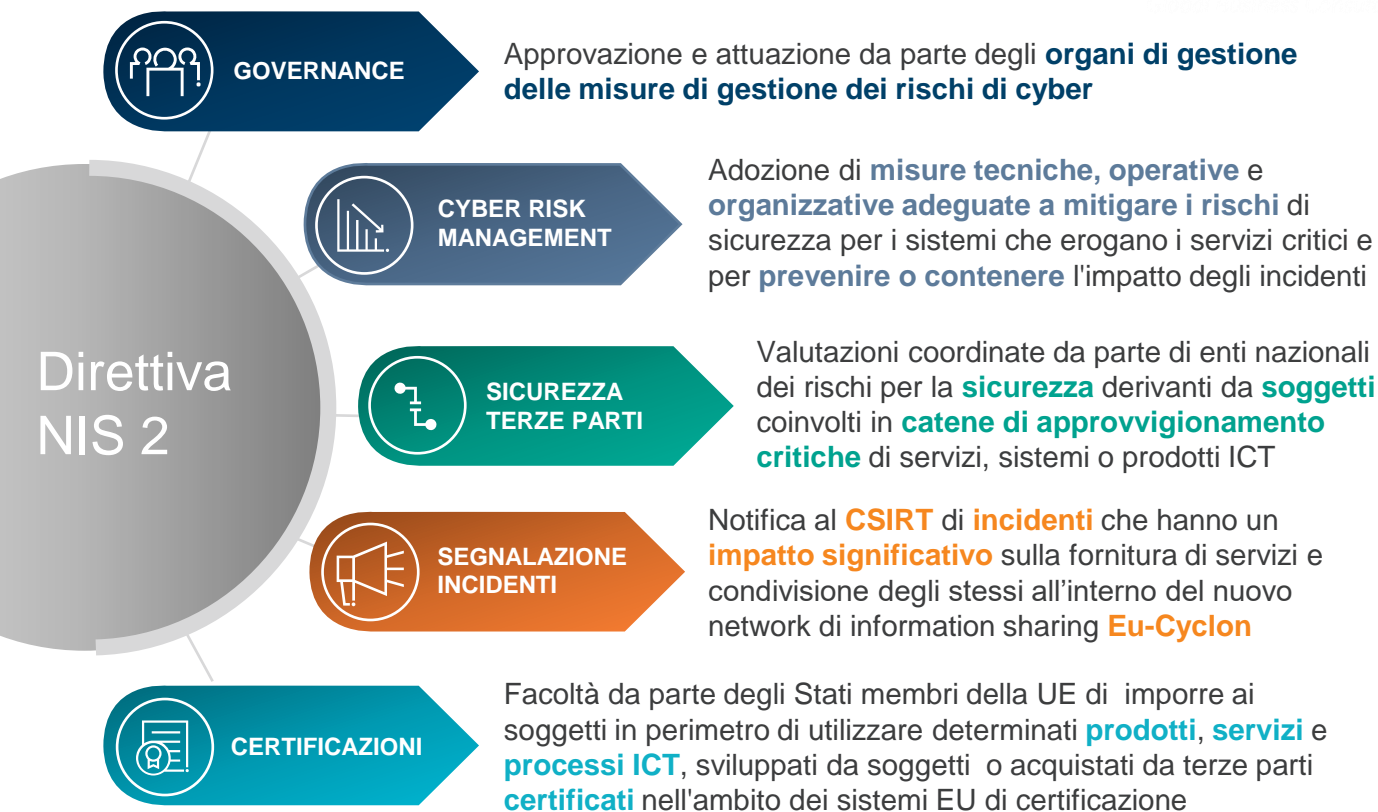 GOVERNANCE
Approvazione e attuazione da parte degli organi di gestione
delle misure di gestione dei rischi di cyber
CYBER RISK
MANAGEMENT
Adozione di misure tecniche, operative e
organizzative adeguate a mitigare i rischi di
sicurezza per i sistemi che erogano i servizi critici e
per prevenire o contenere l'impatto degli incidenti
Direttiva
NIS 2
SICUREZZA
TERZE PARTI
Valutazioni coordinate da parte di enti nazionali
dei rischi per la sicurezza derivanti da soggetti
coinvolti in catene di approvvigionamento
critiche di servizi, sistemi o prodotti ICT
SEGNALAZIONE
INCIDENTI
Notifica al CSIRT di incidenti che hanno un
impatto significativo sulla fornitura di servizi e
condivisione degli stessi all’interno del nuovo
network di information sharing Eu-Cyclon
CERTIFICAZIONI
Facoltà da parte degli Stati membri della UE di  imporre ai
soggetti in perimetro di utilizzare determinati prodotti, servizi e
processi ICT, sviluppati da soggetti  o acquistati da terze parti
certificati nell'ambito dei sistemi EU di certificazione